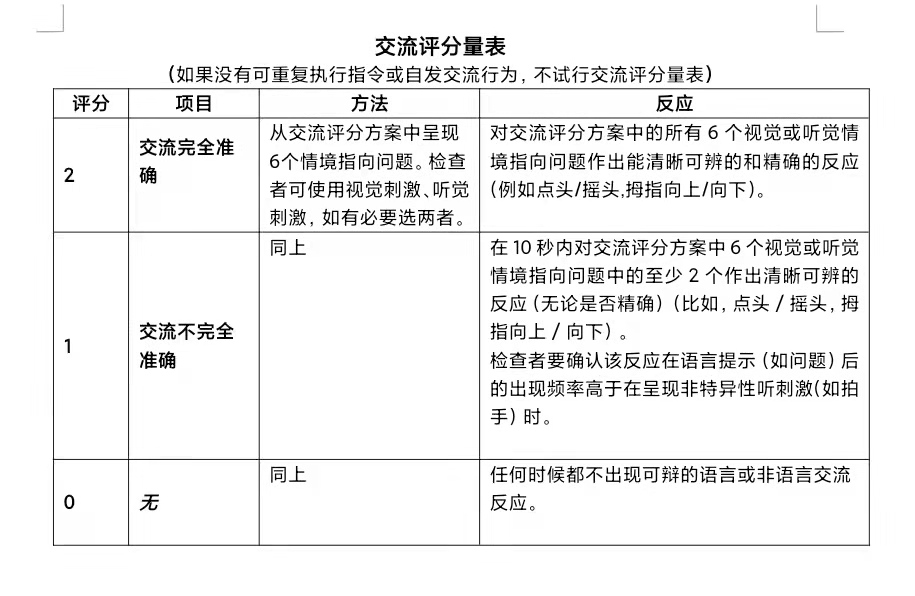 交流评分量表
（如果没有可重复执行指令或自发交流行为，不试行交流评分量表）
评分 项目 方法 反应
2
交流完全准
确
从交流评分方案中呈现
6个情境指向问题。检查
者可使用视觉刺激、听觉
刺激，如有必要选两者。
对交流评分方案中的所有 6 个视觉或听觉情
境指向问题作出能清晰可辨的和精确的反应
(例如点头/摇头,拇指向上/向下）。
1
交流不完全
准确
同上
在 10 秒内对交流评分方案中 6 个视觉或听觉
情境指向问题中的至少 2 个作出清晰可辨的
反应（无论是否精确）（比如，点头 / 摇头，拇
指向上 / 向下）。
检查者要确认该反应在语言提示（如问题）后
的出现频率高于在呈现非特异性听刺激(如拍
手）时。
0
无
同上
任何时候都不出现可辩的语言或非语言交流
反应。